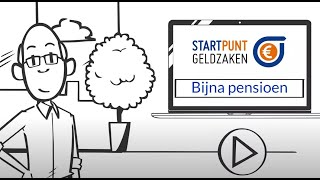 STARTPUNT
GELDZAKEN
Bijna pensioen